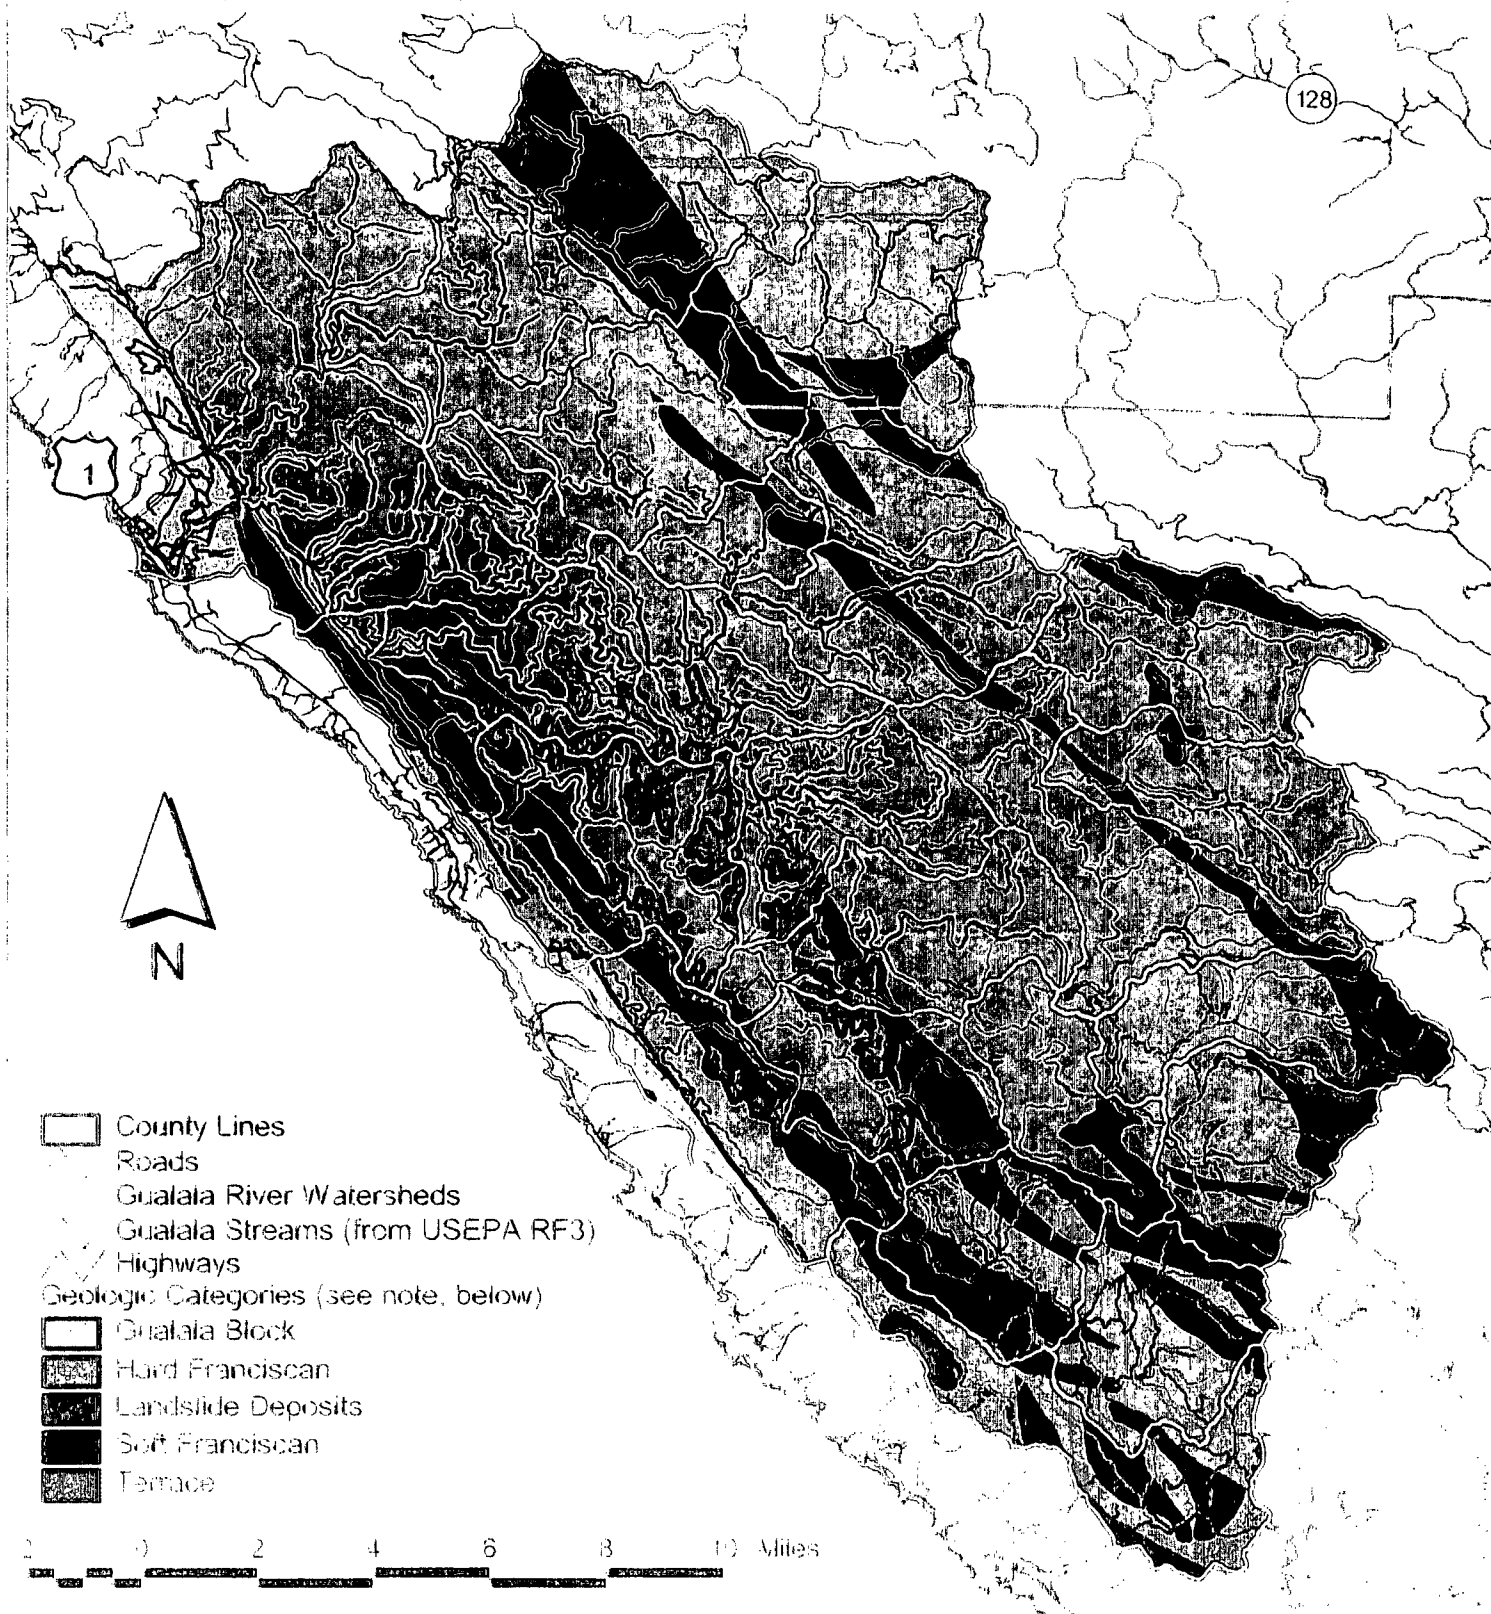 128
1
N
County Lines
Roads
Gualala River Watersheds
Gualala Streams (from USEPA RF3)
Highways
Geologic Categories (see note, below)
Gualala Block
Hard Franciscan
Landslide Deposits
Soft Franciscan
Terrace
2 0 2 4 6 8 10 Miles